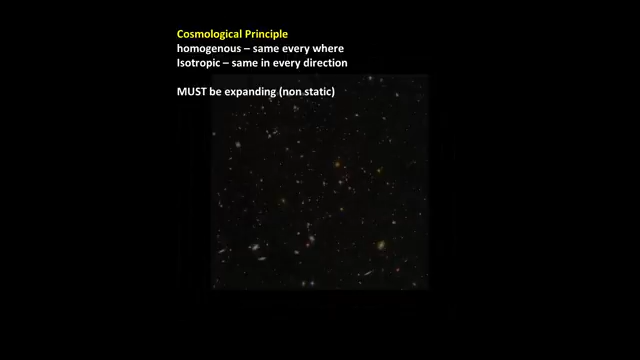 Cosmological Principle
homogenous – same every where
Isotropic – same in every direction
MUST be expanding (non static)